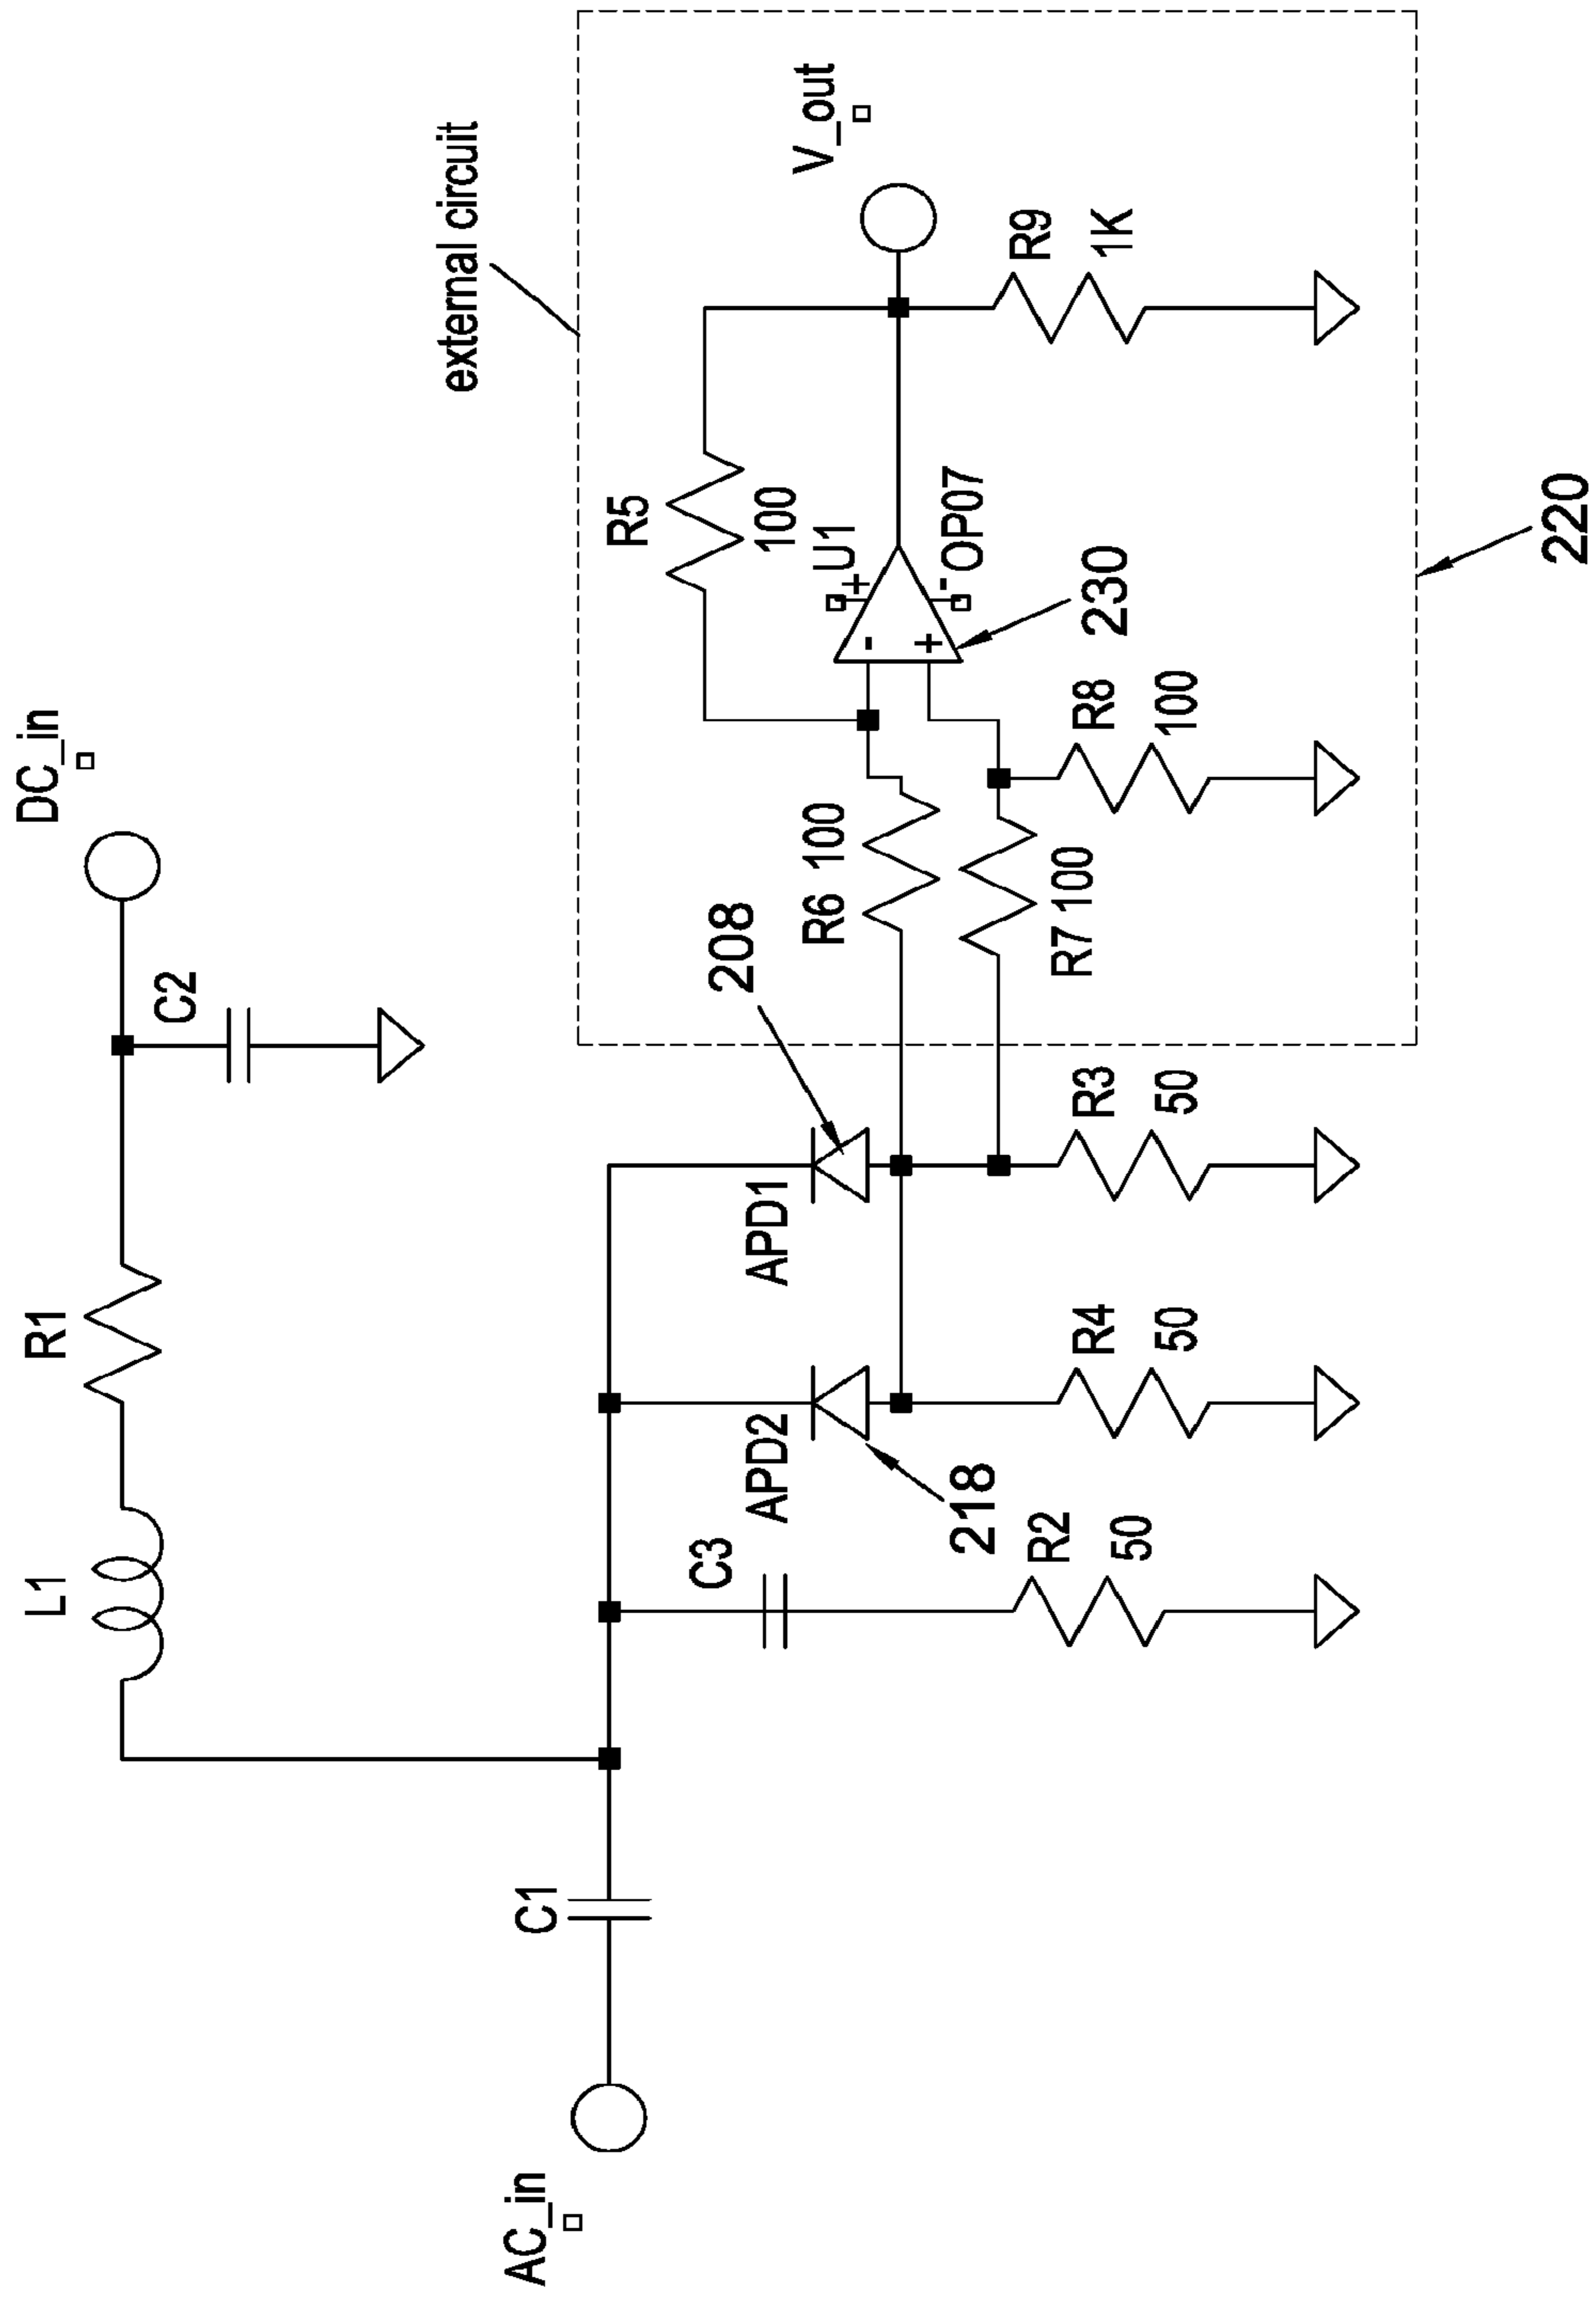 DC_in
L1
R1
C2
external circuit
AC_in
C1
C3
R2
50
APD2
218
R4
50
APD1
208
R3
50
R6 100
R7 100
R5
100
U1
+
-
-
+
OP07
230
R8
100
V_out
R9
1K
220